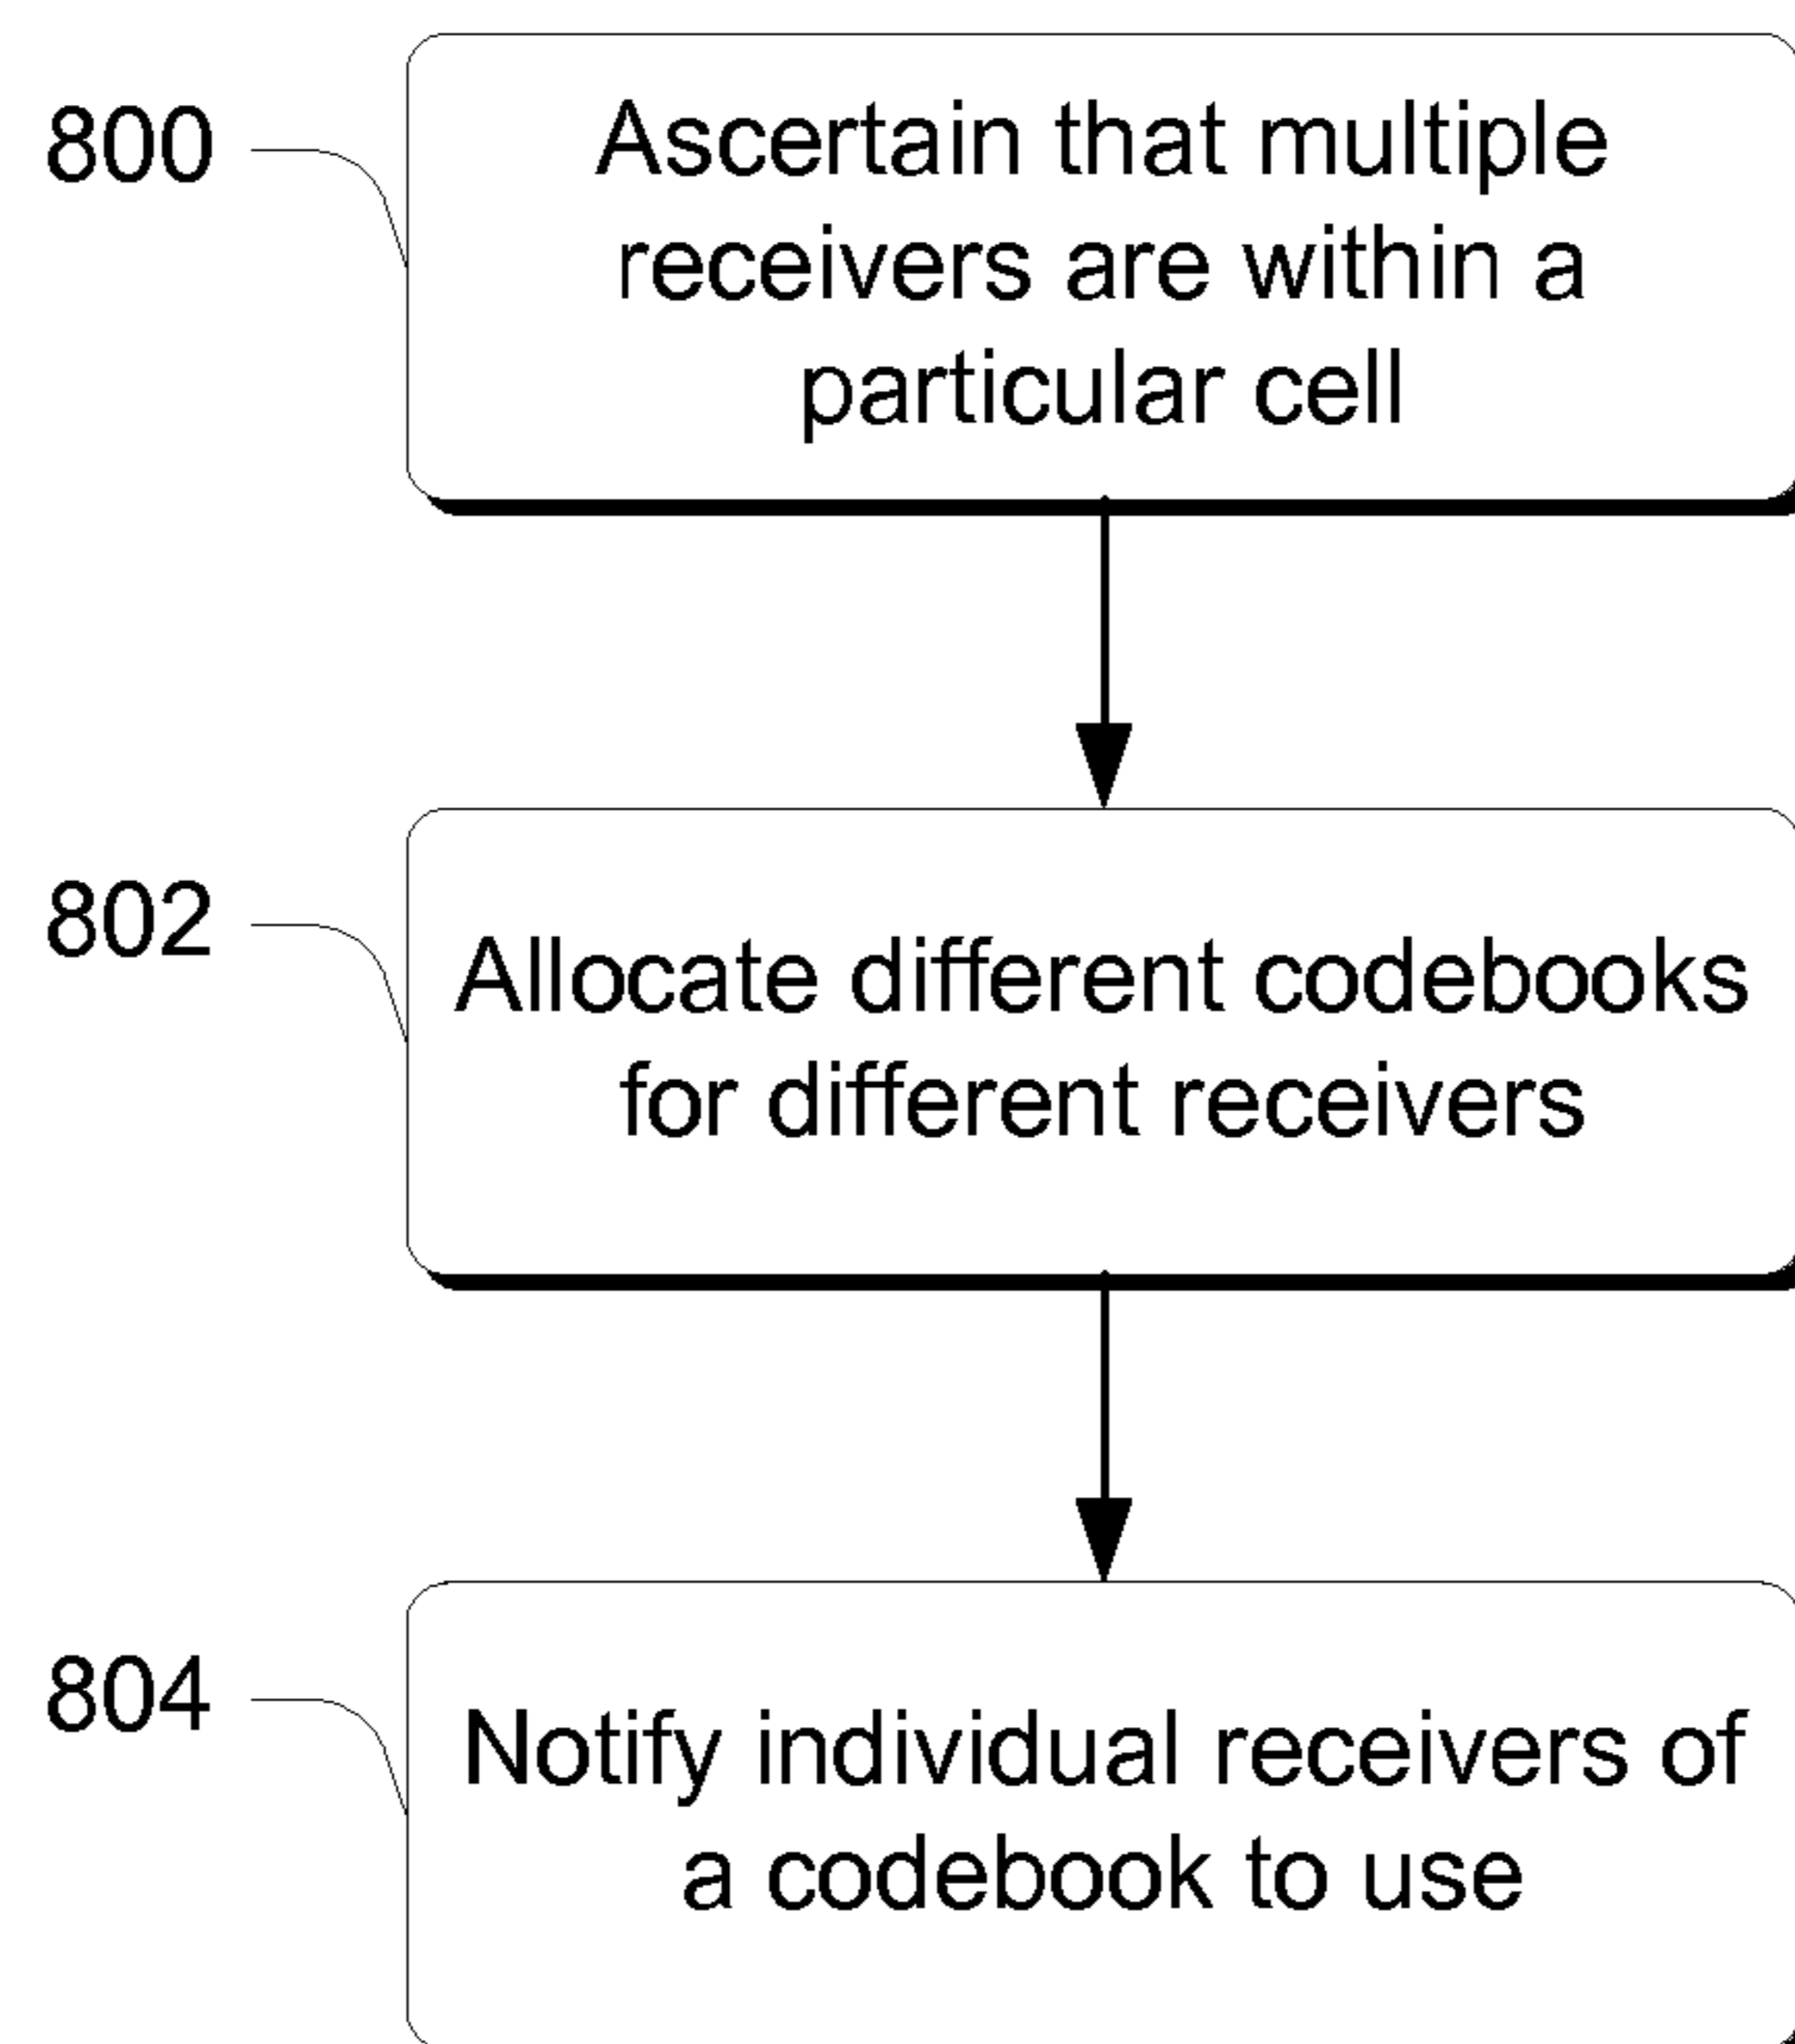 800
Ascertain that multiple
receivers are within a
particular cell
802
Allocate different codebooks
for different receivers
804
Notify individual receivers of
a codebook to use